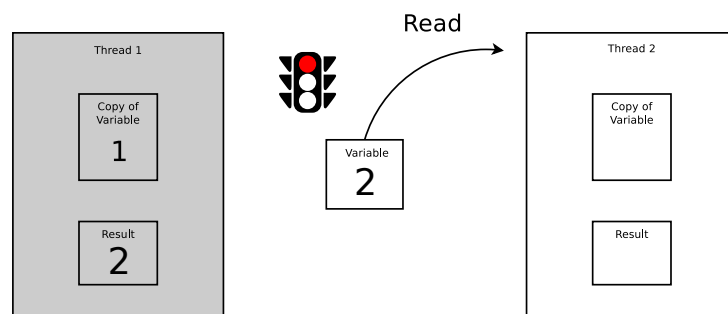 Read
Thread 1
Thread 2
Copy of
Variable
1
Variable
2
Copy of
Variable
Result
2
Result